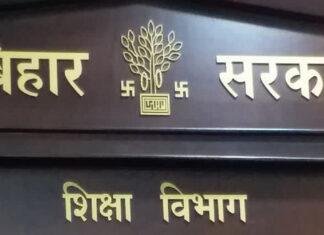 बिहार सरका
शिक्षा विभाग